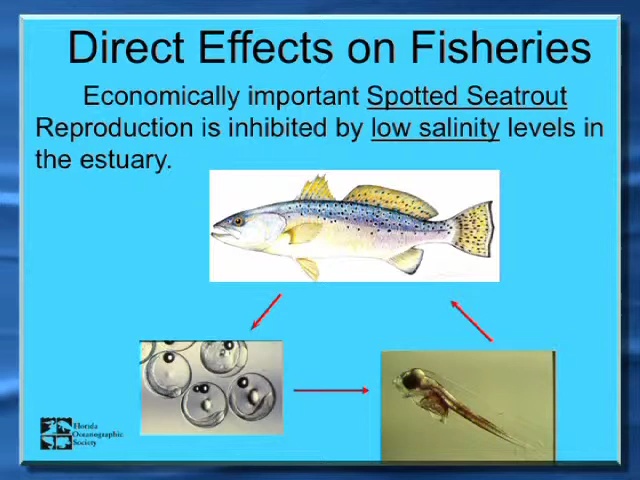 Direct Effects on Fisheries
Economically important Spotted Seatrout
Reproduction is inhibited by low salinity levels in
the estuary.
Florida
Oceanographic
Society